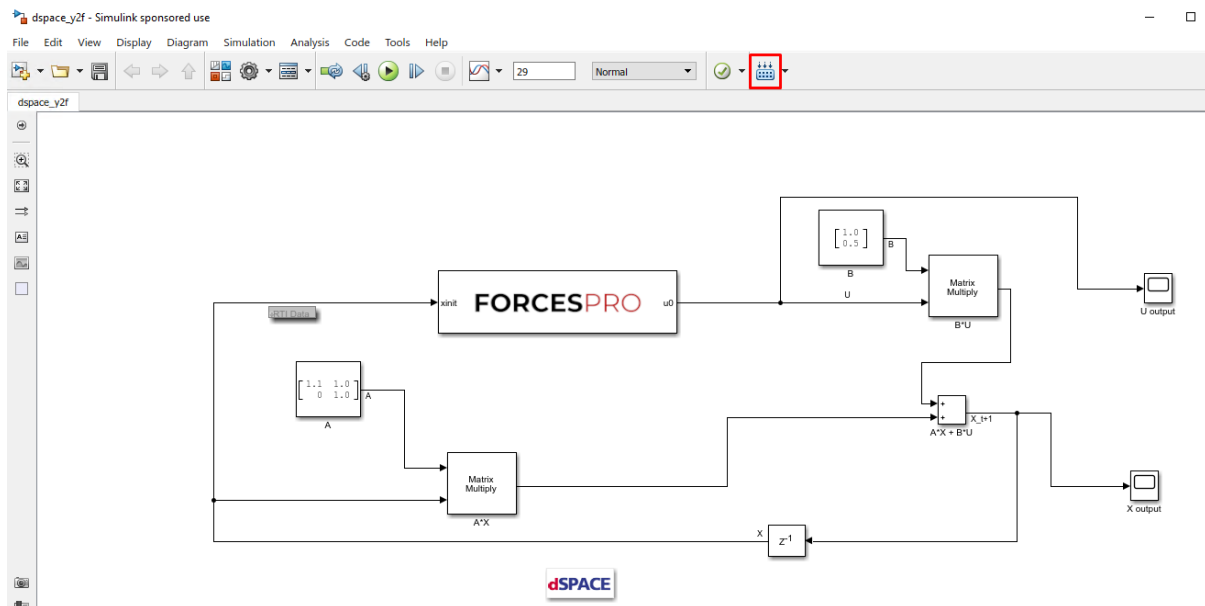 dspace_y2f - Simulink sponsored use
File Edit View Display Diagram Simulation Analysis Code Tools Help
29 Normal
dspace_y2f
1.0
0.5
B
B
Matrix
Multiply
B*U
U
xinit FORCESPRO u0
RTI Data
U output
1.1 1.0
0 1.0
A
A
+
+
X_t+1
A*X + B*U
Matrix
Multiply
A*X
X output
X
z-1
dSPACE